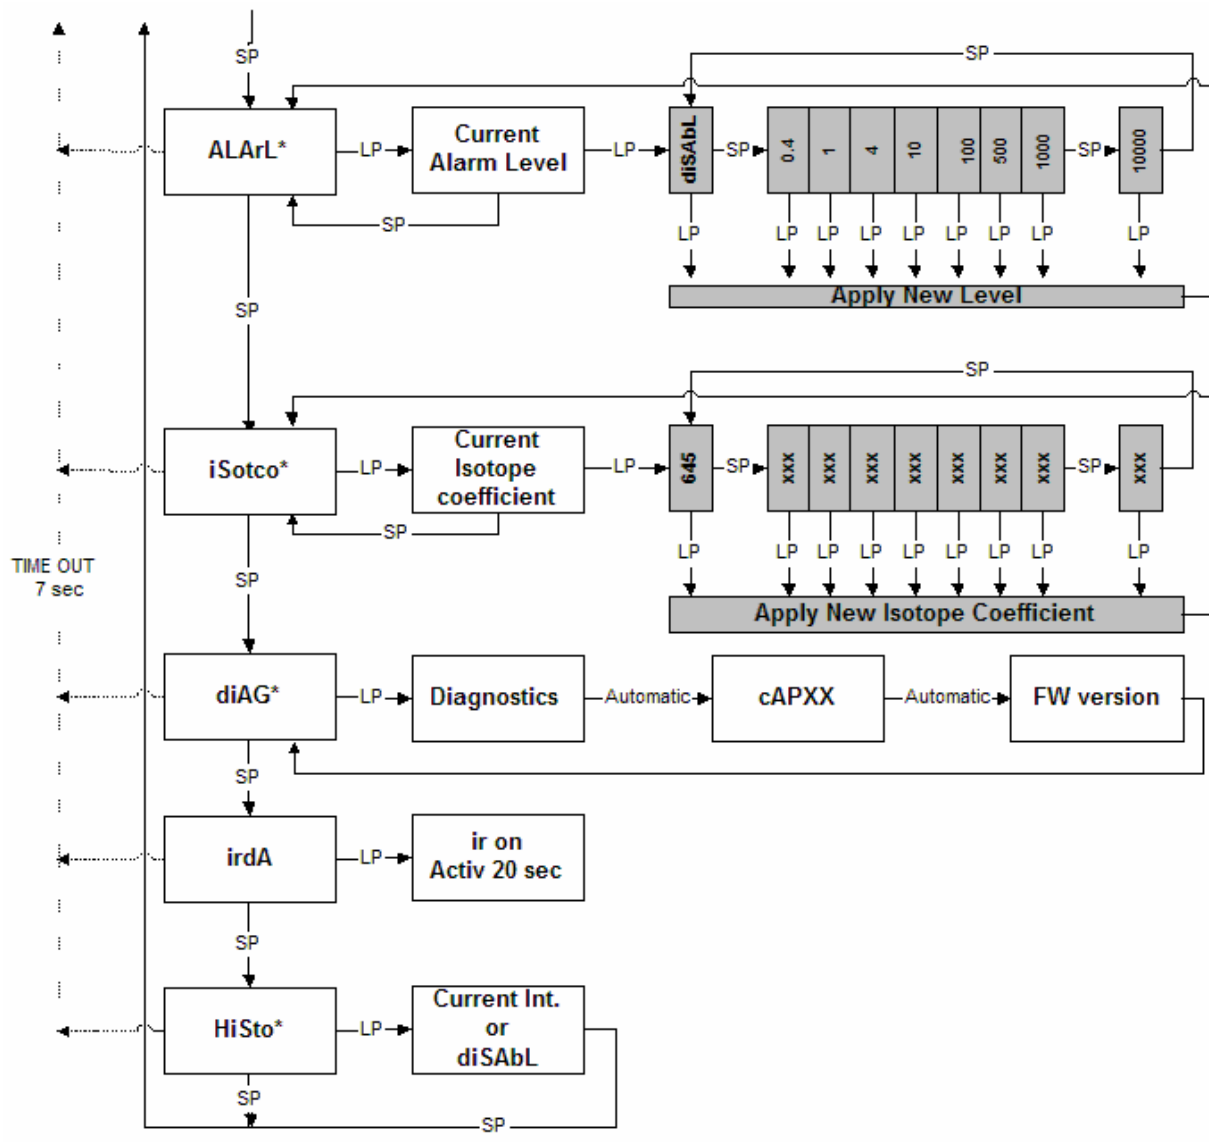 SP
SP
ALArL*
LP
Current
Alarm Level
LP
diSAbL
SP
0.4
1
4
10
100
500
1000
SP
10000
SP
LP
LP
LP
LP
LP
LP
LP
LP
LP
Apply New Level
SP
SP
iSotco*
LP
Current
Isotope
coefficient
LP
645
SP
xxx
xxx
xxx
xxx
xxx
xxx
xxx
SP
xxx
SP
LP
LP
LP
LP
LP
LP
LP
LP
LP
TIME OUT
7 sec
SP
Apply New Isotope Coefficient
diAG*
LP
Diagnostics
Automatic
cAPXX
Automatic
FW version
SP
irdA
LP
ir on
Activ 20 sec
SP
HiSto*
LP
Current Int.
or
diSAbL
SP
SP